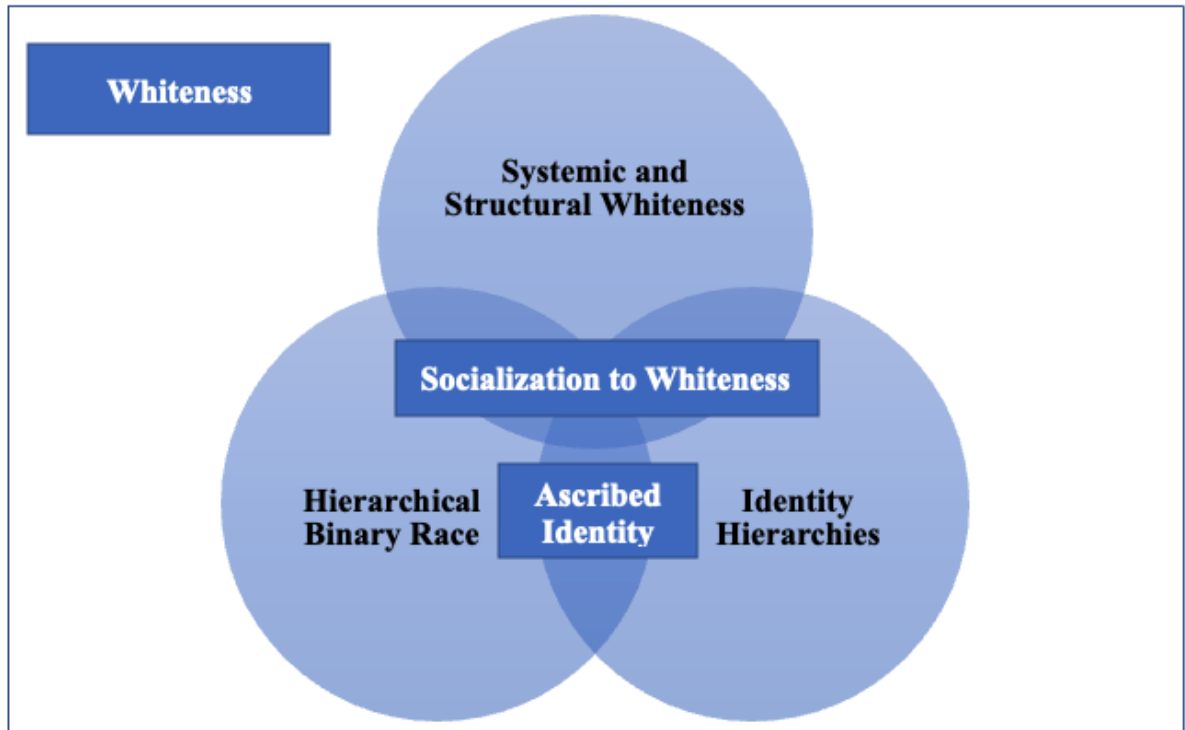 Whiteness
Systemic and
Structural Whiteness
Socialization to Whiteness
Hierarchical
Binary Race
Ascribed
Identity
Identity
Hierarchies